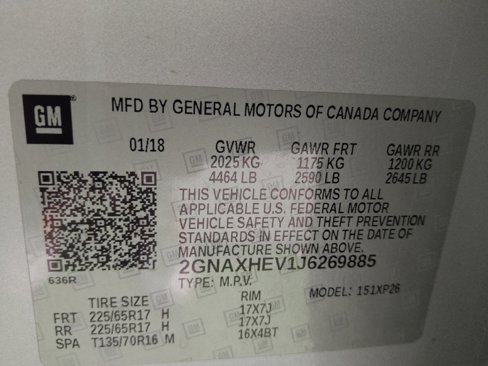 GM
MFD BY GENERAL MOTORS OF CANADA COMPANY
01/18 GVWR GAWR FRT GAWR RR
2025 KG 1175 KG 1200 KG
4464 LB 2590 LB 2645 LB
THIS VEHICLE CONFORMS TO ALL
APPLICABLE U.S. FEDERAL MOTOR
VEHICLE SAFETY AND THEFT PREVENTION
STANDARDS IN EFFECT ON THE DATE OF
MANUFACTURE SHOWN ABOVE.
2GNAXHEV1J6269885
636R TYPE: M.P.V. MODEL: 151XP26
TIRE SIZE RIM
FRT 225/65R17 H 17X7J
RR 225/65R17 H 17X7J
SPA T135/70R16 M 16X4BT